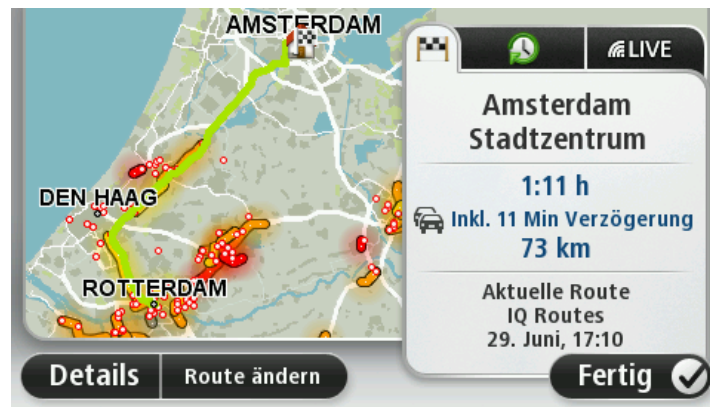 AMSTERDAM
DEN HAAG
ROTTERDAM
LIVE
Amsterdam
Stadtzentrum
1:11 h
Inkl. 11 Min Verzögerung
73 km
Aktuelle Route
IQ Routes
29. Juni, 17:10
Details
Route ändern
Fertig